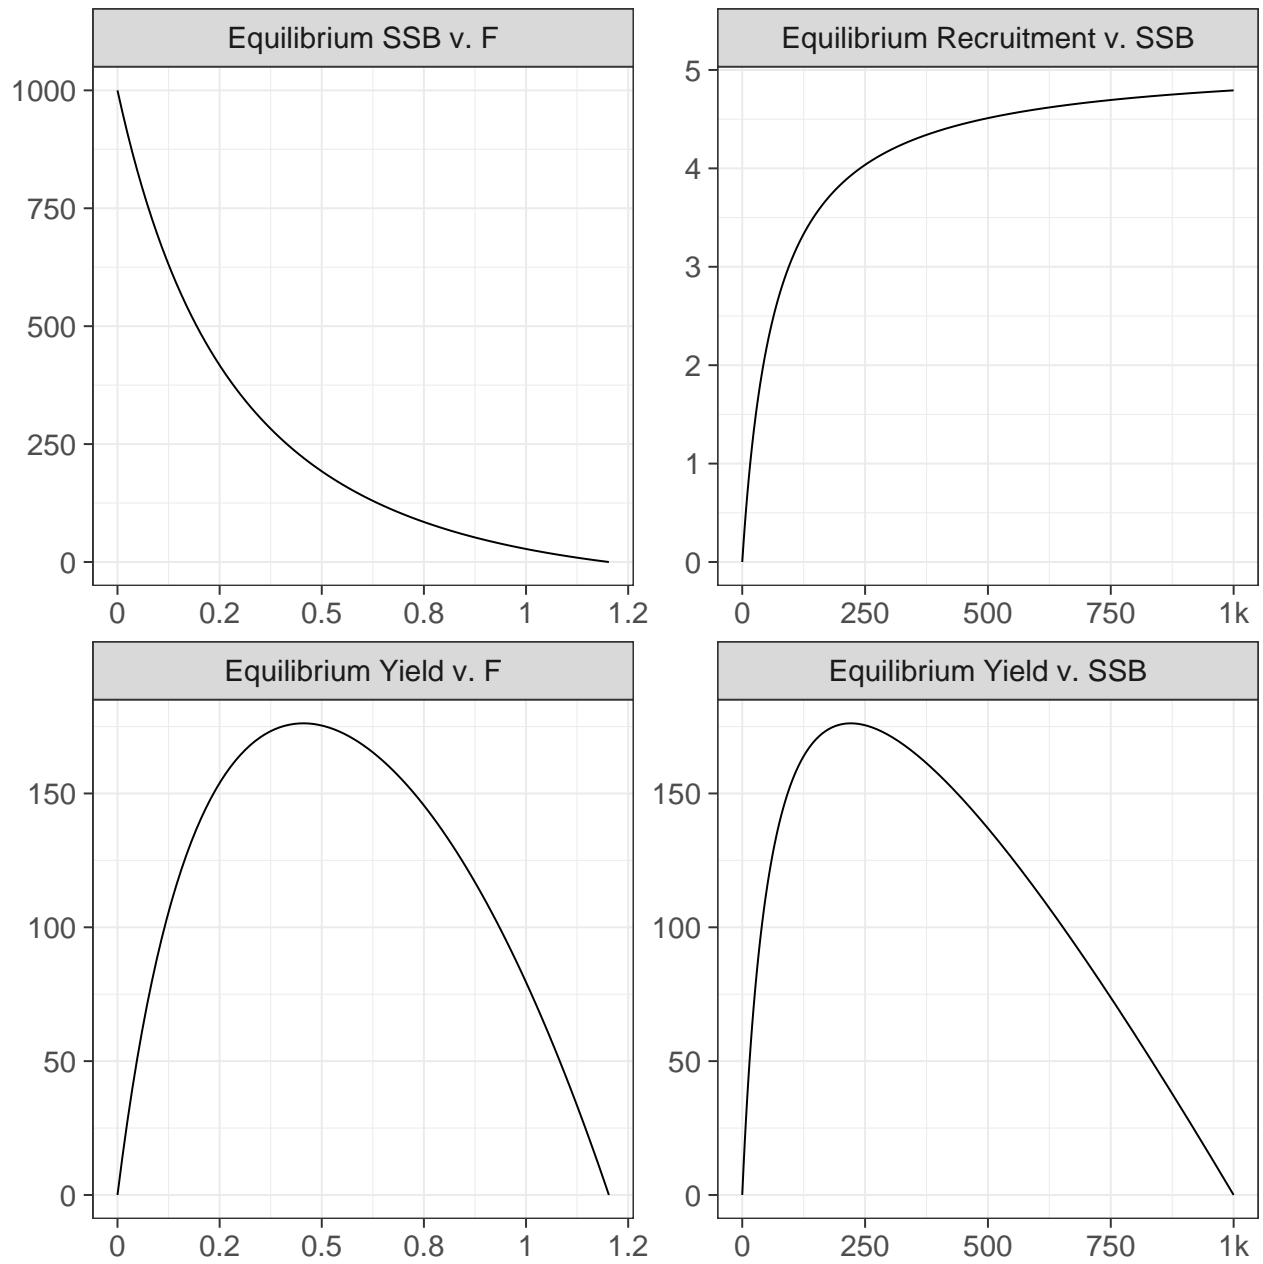 Equilibrium SSB v. F
1000
750
500
250
0
0 0.2 0.5 0.8 1 1.2
Equilibrium Recruitment v. SSB
5
4
3
2
1
0
0 250 500 750 1k
Equilibrium Yield v. F
150
100
50
0
0 0.2 0.5 0.8 1 1.2
Equilibrium Yield v. SSB
150
100
50
0
0 250 500 750 1k